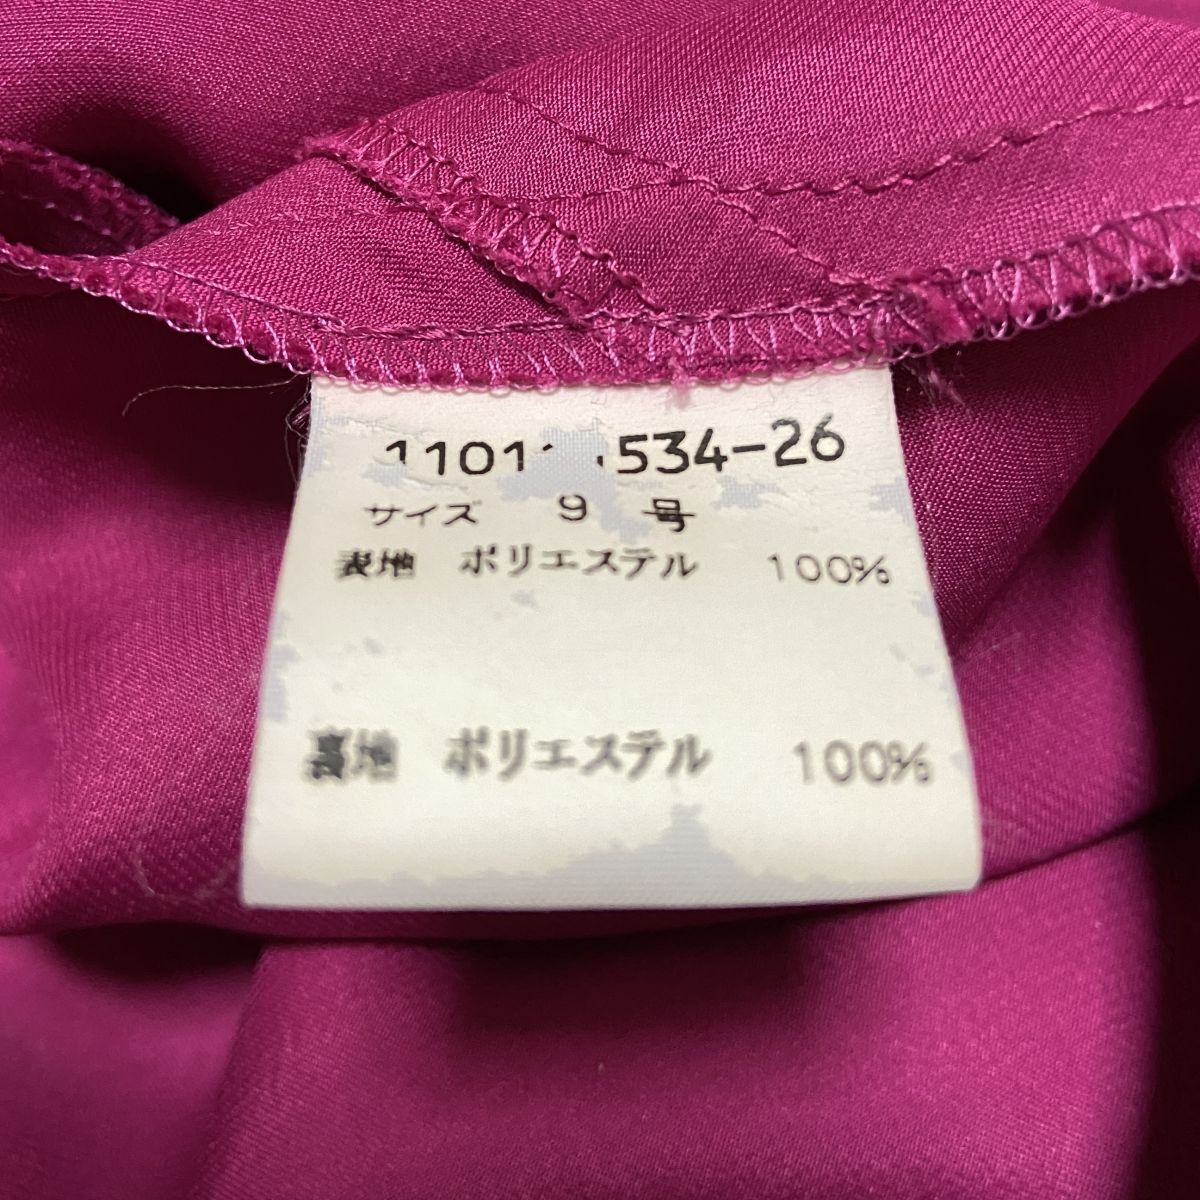 534-26
サイズ 9 号
表地 ポリエステル 100%
裏地 ポリエステル 100%